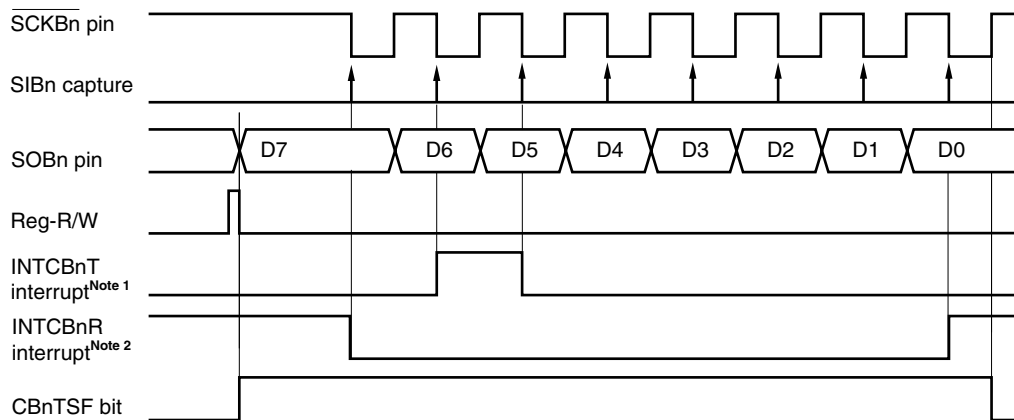 SCKBn pin
SIBn capture
SOBn pin
D7 D6 D5 D4 D3 D2 D1 D0
Reg-R/W
INTCBnT
interruptNote 1
INTCBnR
interruptNote 2
CBnTSF bit